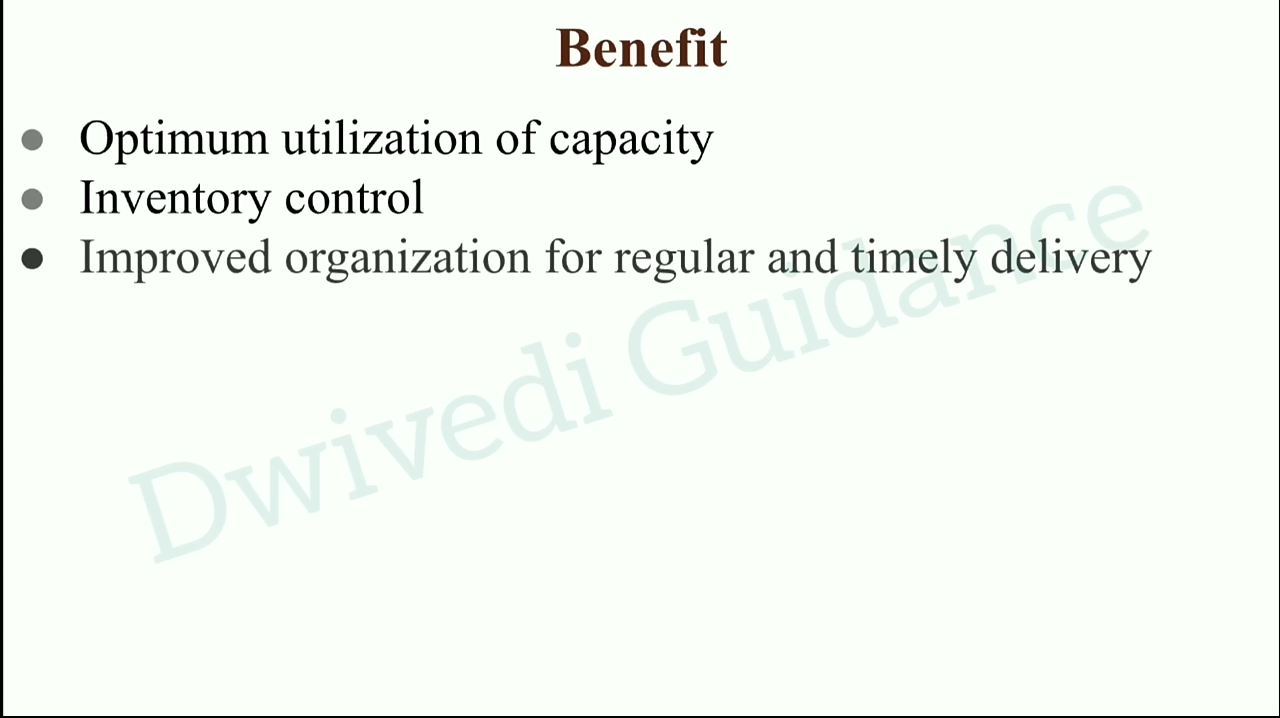 Benefit
● Optimum utilization of capacity
● Inventory control
● Improved organization for regular and timely delivery
Dwivedi Guidance